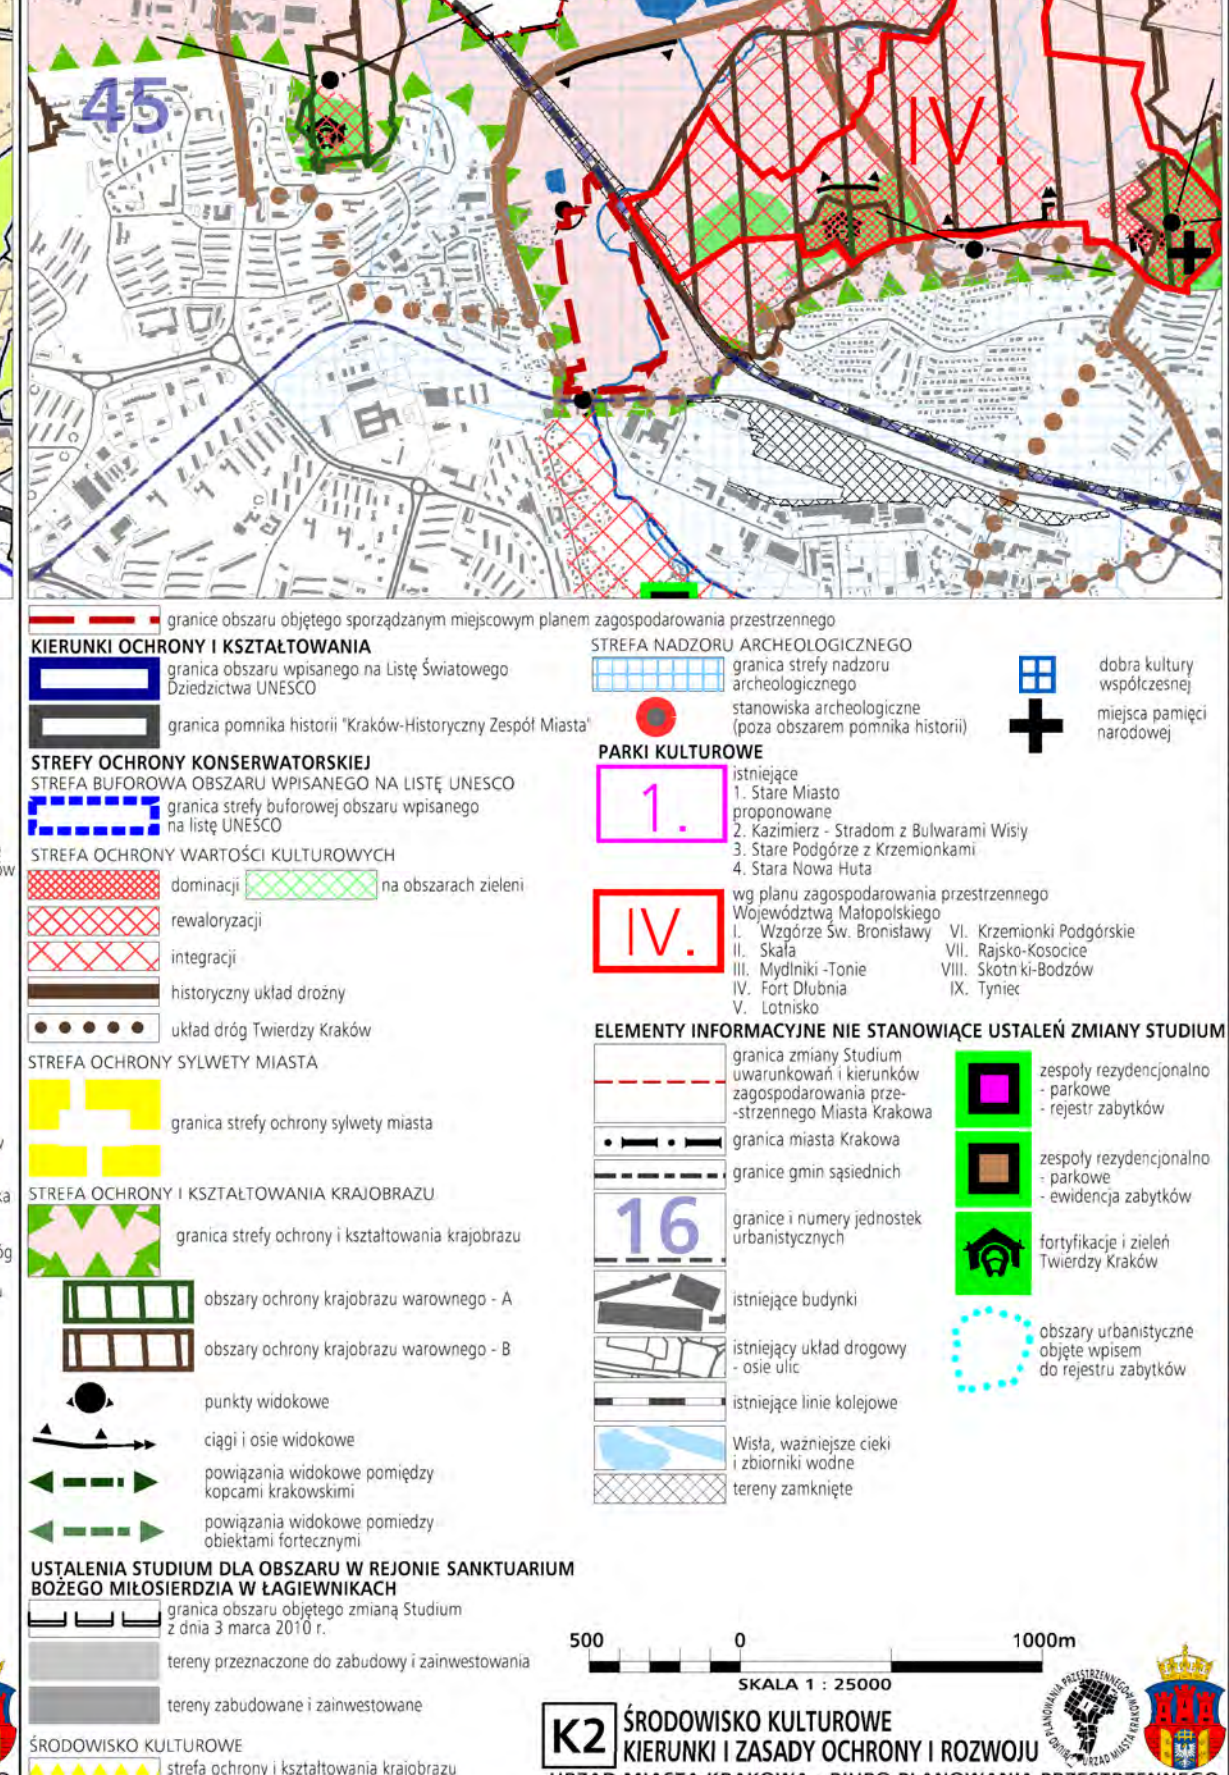 45
IV.
granice obszaru objętego sporządzanym miejscowym planem zagospodarowania przestrzennego
KIERUNKI OCHRONY I KSZTAŁTOWANIA
granica obszaru wpisanego na Listę Światowego
Dziedzictwa UNESCO
granica pomnika historii "Kraków-Historyczny Zespół Miasta"
STREFY OCHRONY KONSERWATORSKIEJ
STREFA BUFOROWA OBSZARU WPISANEGO NA LISTĘ UNESCO
granica strefy buforowej obszaru wpisanego
na listę UNESCO
STREFA OCHRONY WARTOŚCI KULTUROWYCH
dominacji
na obszarach zieleni
rewaloryzacji
integracji
historyczny układ drożny
układ dróg Twierdzy Kraków
STREFA OCHRONY SYLWETY MIASTA
granica strefy ochrony sylwety miasta
STREFA OCHRONY I KSZTAŁTOWANIA KRAJOBRAZU
granica strefy ochrony i kształtowania krajobrazu
obszary ochrony krajobrazu warownego - A
obszary ochrony krajobrazu warownego - B
punkty widokowe
ciągi i osie widokowe
powiązania widokowe pomiędzy
kopcami krakowskimi
powiązania widokowe pomiedzy
obiektami fortecznymi
USTALENIA STUDIUM DLA OBSZARU W REJONIE SANKTUARIUM
BOŻEGO MIŁOSIERDZIA W ŁAGIEWNIKACH
granica obszaru objętego zmianą Studium
z dnia 3 marca 2010 r.
tereny przeznaczone do zabudowy i zainwestowania
tereny zabudowane i zainwestowane
ŚRODOWISKO KULTUROWE
strefa ochrony i kształtowania krajobrazu
STREFA NADZORU ARCHEOLOGICZNEGO
granica strefy nadzoru
archeologicznego
stanowiska archeologiczne
(poza obszarem pomnika historii)
dobra kultury
współczesnej
miejsca pamięci
narodowej
PARKI KULTUROWE
1.
istniejące
1. Stare Miasto
proponowane
2. Kazimierz - Stradom z Bulwarami Wisły
3. Stare Podgórze z Krzemionkami
4. Stara Nowa Huta
IV.
wg planu zagospodarowania przestrzennego
Województwa Małopolskiego
I. Wzgórze Św. Bronisławy VI. Krzemionki Podgórskie
II. Skała VII. Rajsko-Kosocice
III. Mydlniki -Tonie VIII. Skotniki-Bodzów
IV. Fort Dłubnia IX. Tyniec
V. Lotnisko
ELEMENTY INFORMACYJNE NIE STANOWIĄCE USTALEŃ ZMIANY STUDIUM
granica zmiany Studium
uwarunkowań i kierunków
zagospodarowania prze-
-strzennego Miasta Krakowa
granica miasta Krakowa
granice gmin sąsiednich
16
granice i numery jednostek
urbanistycznych
istniejące budynki
istniejący układ drogowy
- osie ulic
istniejące linie kolejowe
Wisła, ważniejsze cieki
i zbiorniki wodne
tereny zamknięte
zespoły rezydencjonalno
- parkowe
- rejestr zabytków
zespoły rezydencjonalno
- parkowe
- ewidencja zabytków
fortyfikacje i zieleń
Twierdzy Kraków
obszary urbanistyczne
objęte wpisem
do rejestru zabytków
500 0 1000m
SKALA 1 : 25000
K2
ŚRODOWISKO KULTUROWE
KIERUNKI I ZASADY OCHRONY I ROZWOJU
BIURO PLANOWANIA PRZESTRZENNEGO
URZĄD MIASTA KRAKOWA
URZĄD MIASTA KRAKOWA - BIURO PLANOWANIA PRZESTRZENNEGO